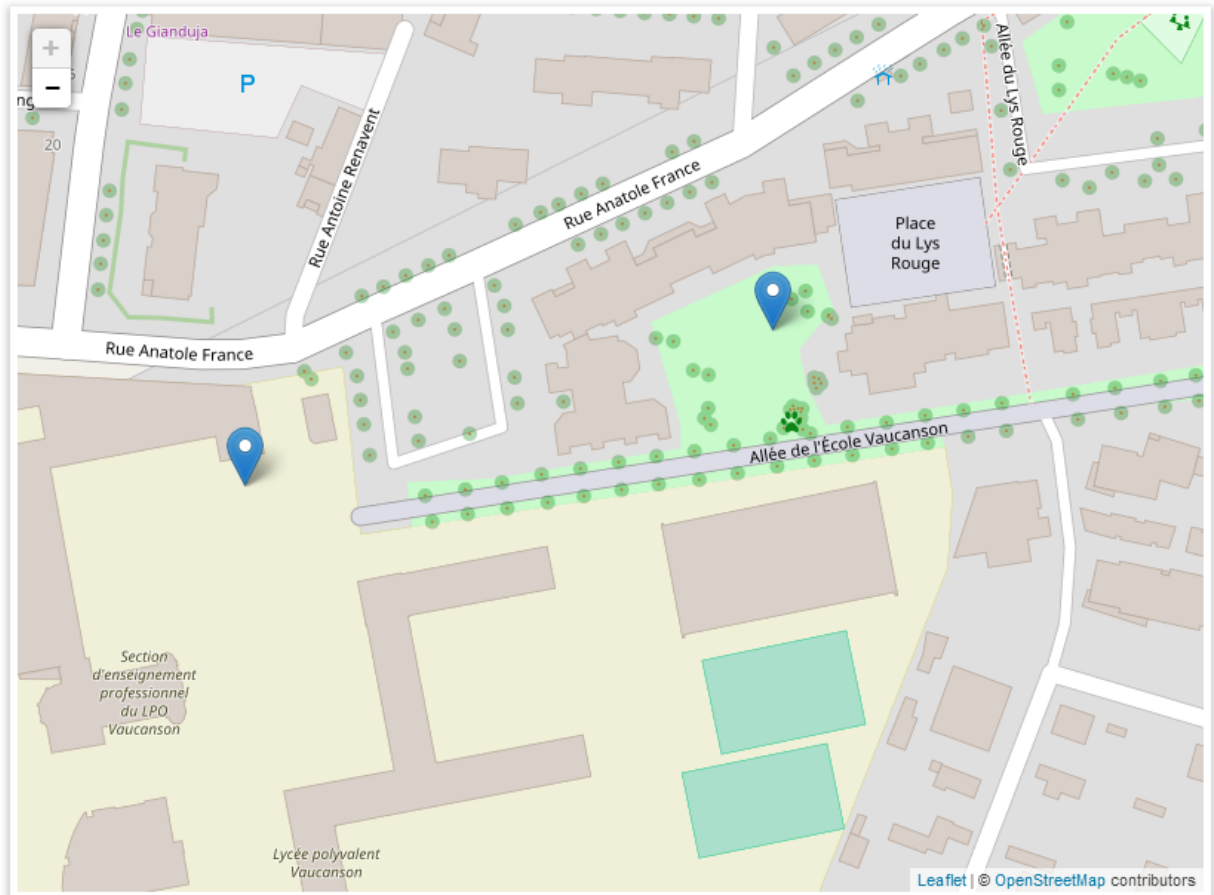 Le Gianduja
+
−
P
ng
20
Rue Antoine Renavent
Rue Anatole France
Allée du Lys Rouge
Place
du Lys
Rouge
Rue Anatole France
Allée de l'École Vaucanson
Section
d'enseignement
professionnel
du LPO
Vaucanson
Lycée polyvalent
Vaucanson
Leaflet | © OpenStreetMap contributors